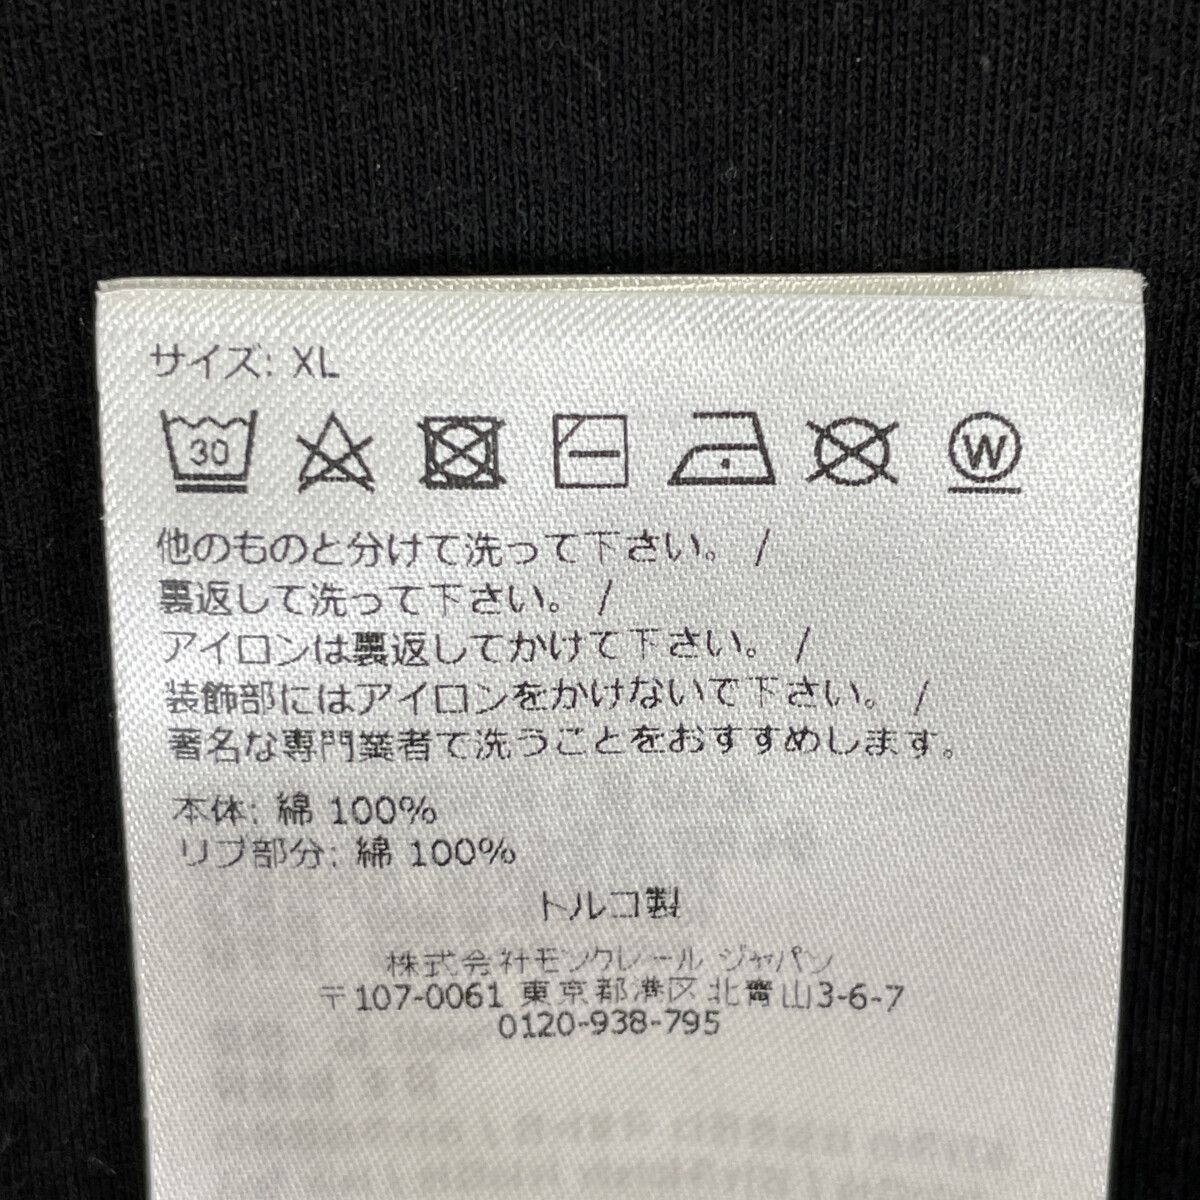 サイズ: XL
30 W
他のものと分けて洗って下さい。 /
裏返して洗って下さい。 /
アイロンは裏返してかけて下さい。 /
装飾部にはアイロンをかけないで下さい。 /
著名な専門業者で洗うことをおすすめします。
本体: 綿 100%
リブ部分: 綿 100%
トルコ製
株式会社モンクレール ジャパン
〒107-0061 東京都港区北青山3-6-7
0120-938-795